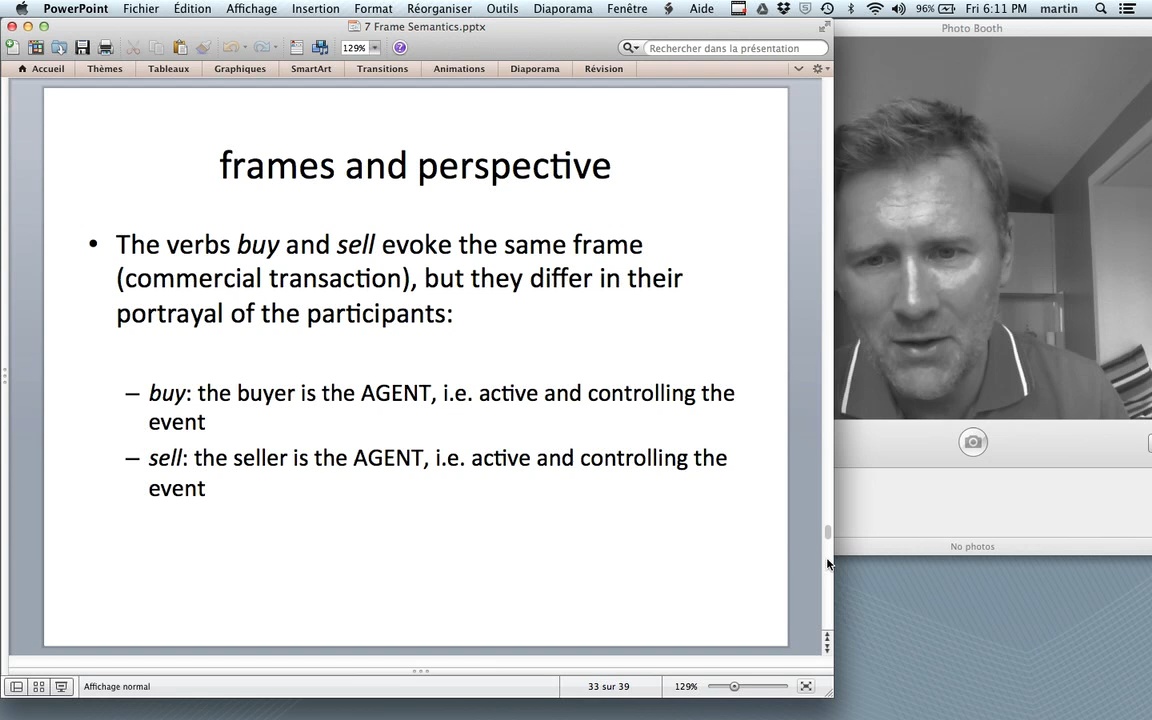 PowerPoint Fichier Édition Affichage Insertion Format Réorganiser Outils Diaporama Fenêtre Aide 96% Fri 6:11 PM martin
7 Frame Semantics.pptx
Photo Booth
129%
Rechercher dans la présentation
Accueil Thèmes Tableaux Graphiques SmartArt Transitions Animations Diaporama Révision
frames and perspective
• The verbs buy and sell evoke the same frame
(commercial transaction), but they differ in their
portrayal of the participants:
– buy: the buyer is the AGENT, i.e. active and controlling the
event
– sell: the seller is the AGENT, i.e. active and controlling the
event
No photos
Affichage normal 33 sur 39 129%